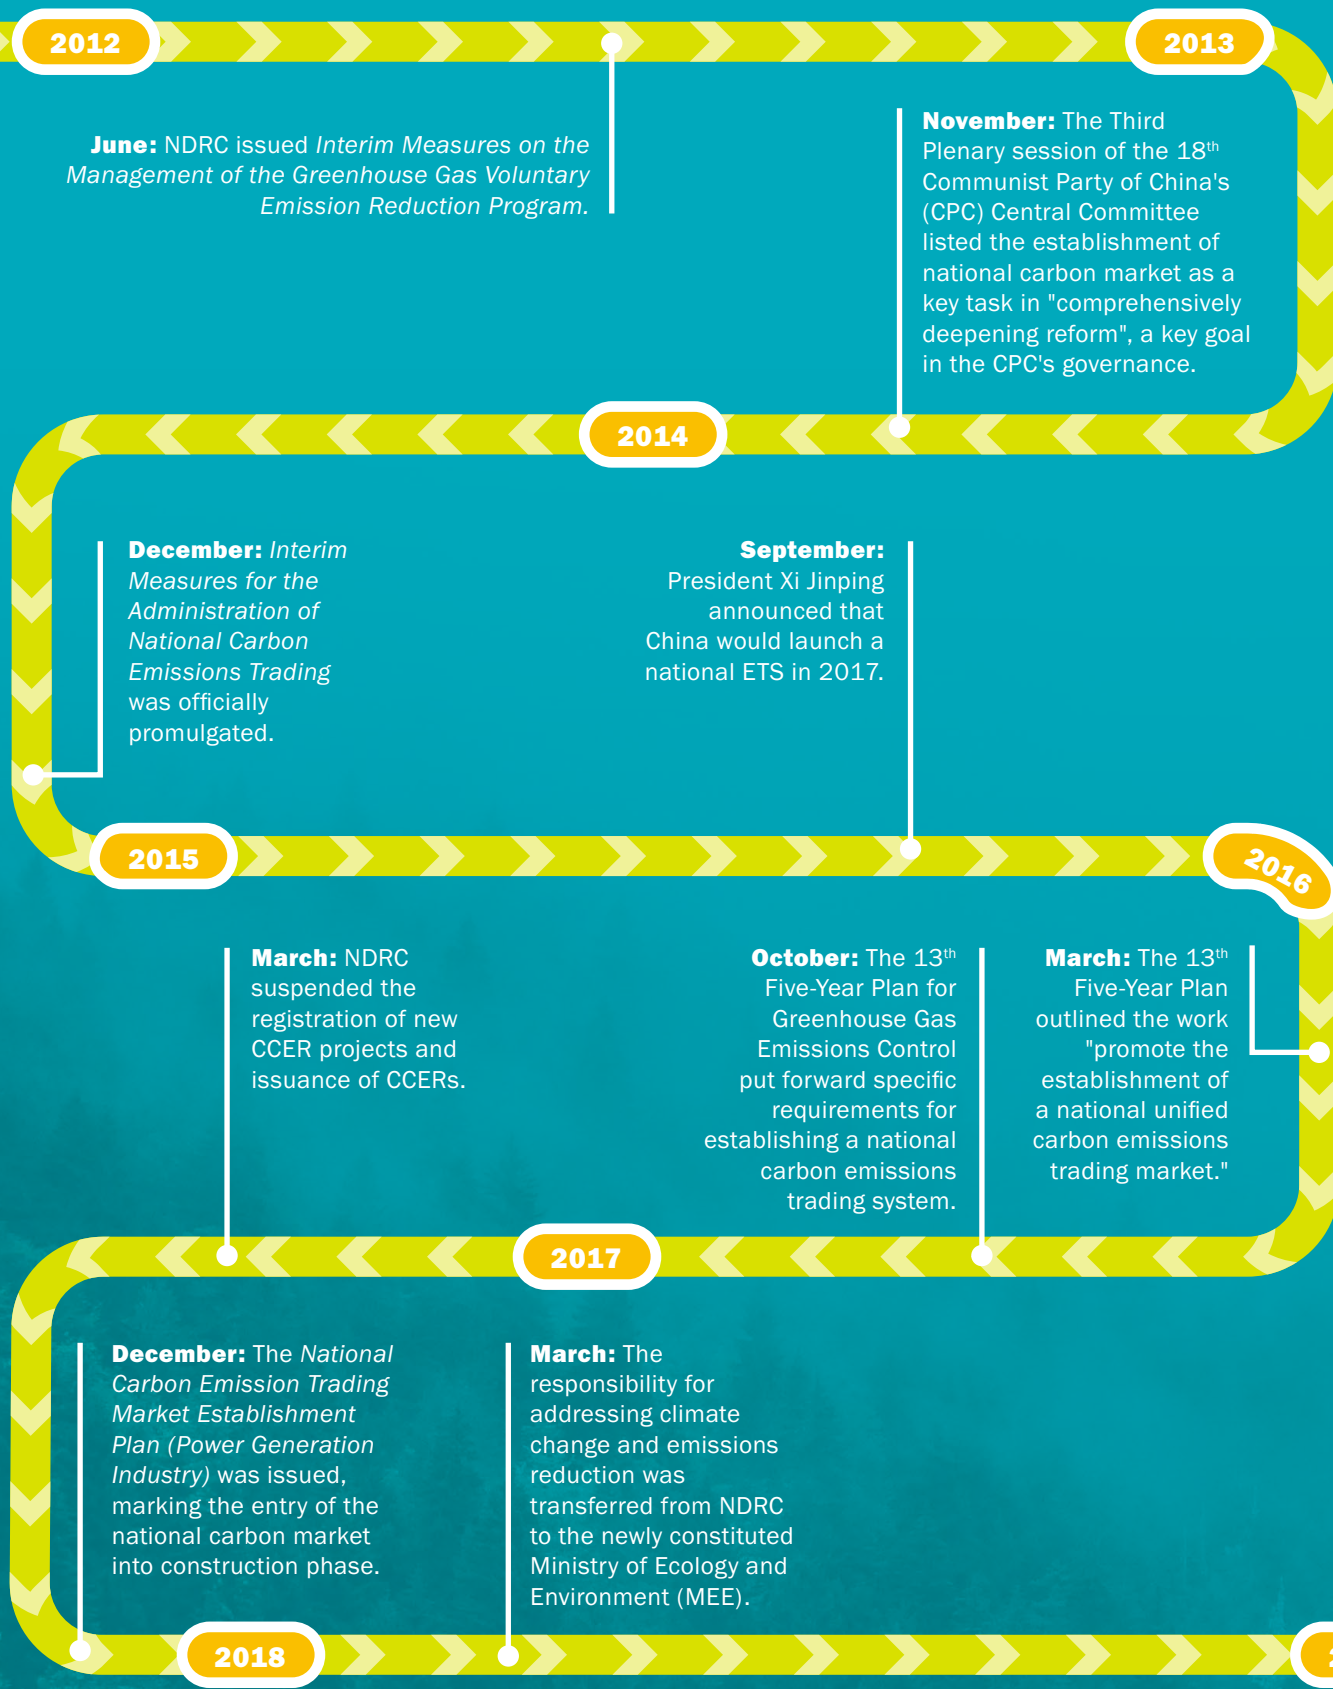 2012
2013
June: NDRC issued Interim Measures on the
Management of the Greenhouse Gas Voluntary
Emission Reduction Program.
November: The Third
Plenary session of the 18th
Communist Party of China's
(CPC) Central Committee
listed the establishment of
national carbon market as a
key task in "comprehensively
deepening reform", a key goal
in the CPC's governance.
2014
September:
President Xi Jinping
announced that
China would launch a
national ETS in 2017.
December: Interim
Measures for the
Administration of
National Carbon
Emissions Trading
was officially
promulgated.
2015
2016
March: The 13th
Five-Year Plan
outlined the work
"promote the
establishment of
a national unified
carbon emissions
trading market."
October: The 13th
Five-Year Plan for
Greenhouse Gas
Emissions Control
put forward specific
requirements for
establishing a national
carbon emissions
trading system.
March: NDRC
suspended the
registration of new
CCER projects and
issuance of CCERs.
2017
December: The National
Carbon Emission Trading
Market Establishment
Plan (Power Generation
Industry) was issued,
marking the entry of the
national carbon market
into construction phase.
March: The
responsibility for
addressing climate
change and emissions
reduction was
transferred from NDRC
to the newly constituted
Ministry of Ecology and
Environment (MEE).
2018